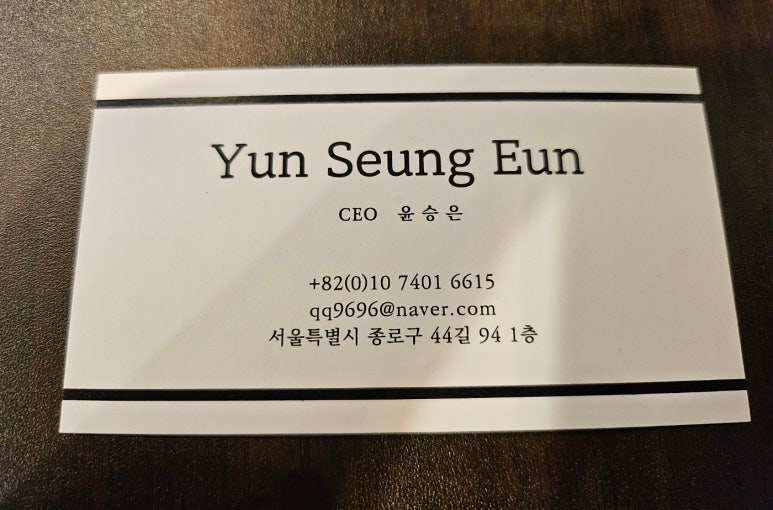 Yun Seung Eun
CEO 윤승은
+82(0)10 7401 6615
qq9696@naver.com
서울특별시 종로구 44길 94 1층